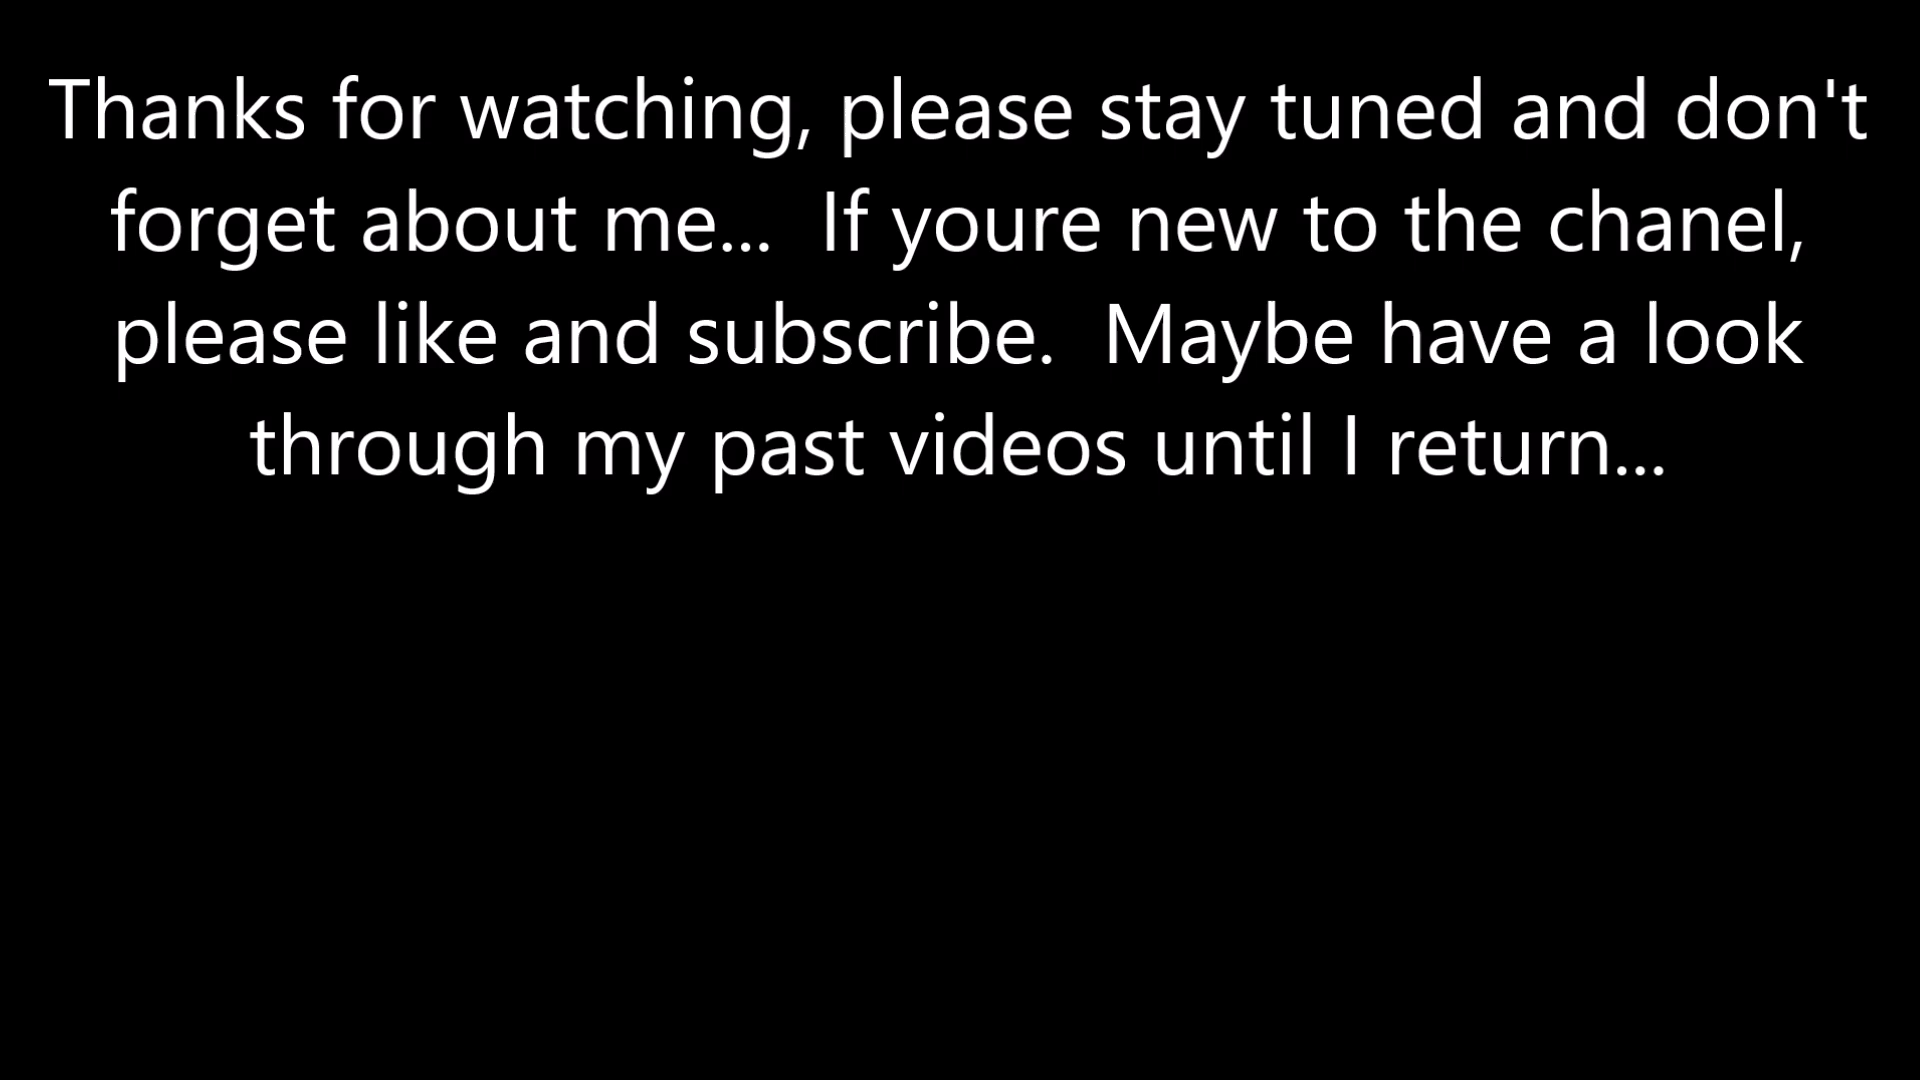 Thanks for watching, please stay tuned and don't
forget about me...  If youre new to the chanel,
please like and subscribe.  Maybe have a look
through my past videos until I return...